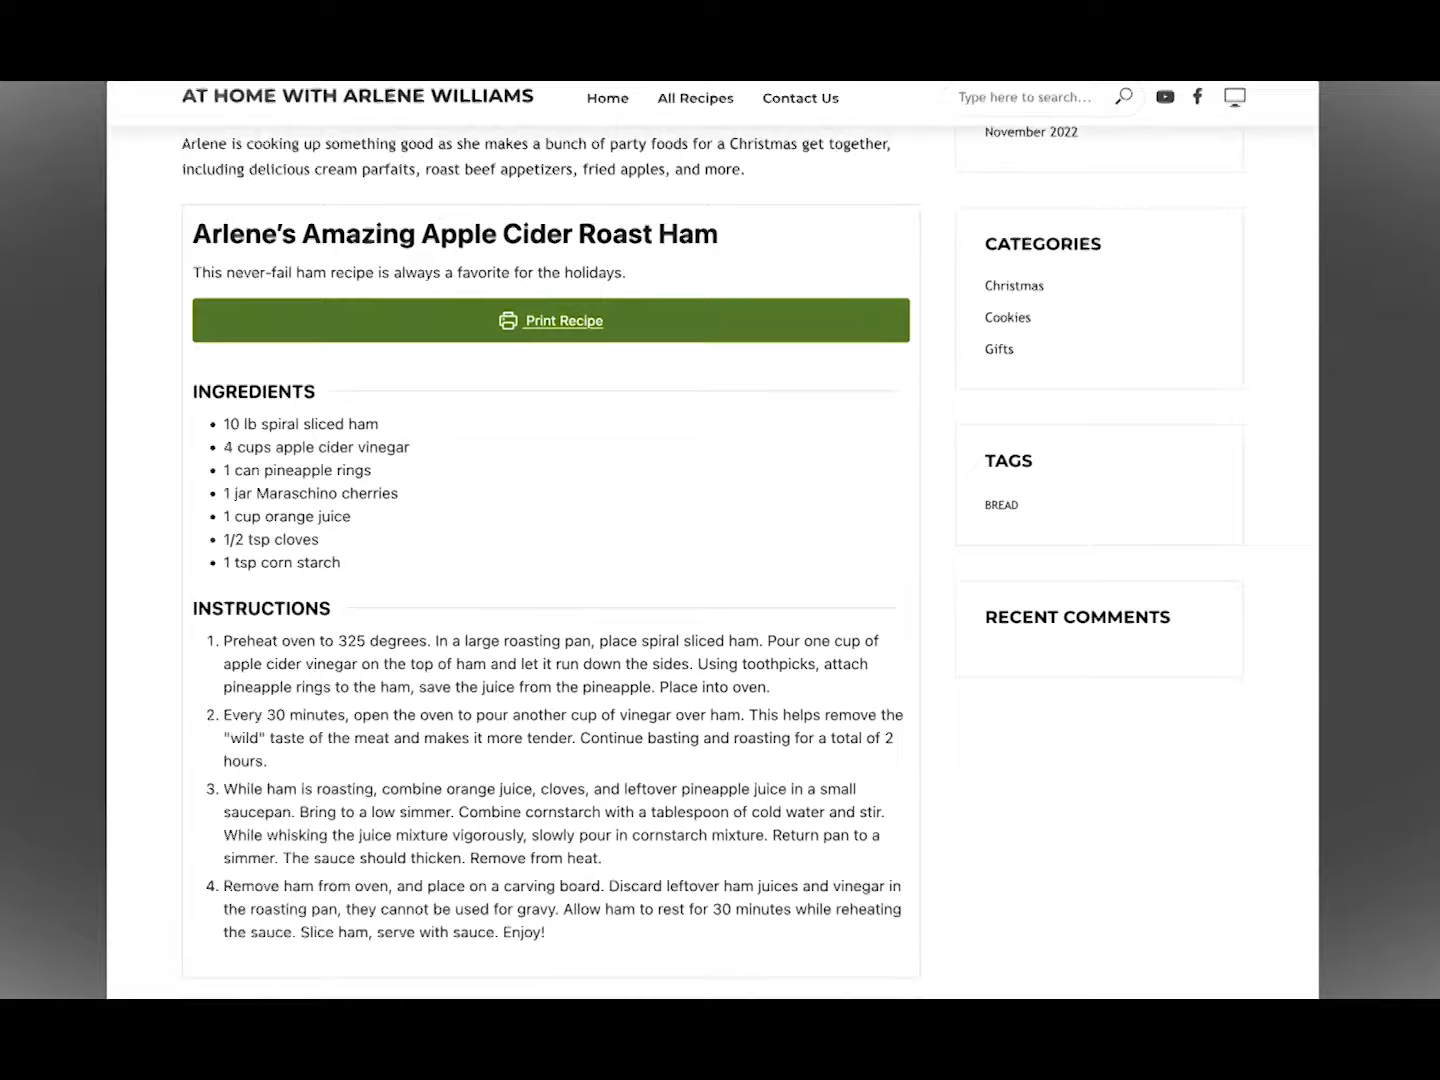 AT HOME WITH ARLENE WILLIAMS
Home
All Recipes
Contact Us
Type here to search...
Arlene is cooking up something good as she makes a bunch of party foods for a Christmas get together,
including delicious cream parfaits, roast beef appetizers, fried apples, and more.
Arlene's Amazing Apple Cider Roast Ham
This never-fail ham recipe is always a favorite for the holidays.
Print Recipe
INGREDIENTS
• 10 lb spiral sliced ham
• 4 cups apple cider vinegar
• 1 can pineapple rings
• 1 jar Maraschino cherries
• 1 cup orange juice
• 1/2 tsp cloves
• 1 tsp corn starch
INSTRUCTIONS
1. Preheat oven to 325 degrees. In a large roasting pan, place spiral sliced ham. Pour one cup of
apple cider vinegar on the top of ham and let it run down the sides. Using toothpicks, attach
pineapple rings to the ham, save the juice from the pineapple. Place into oven.
2. Every 30 minutes, open the oven to pour another cup of vinegar over ham. This helps remove the
"wild" taste of the meat and makes it more tender. Continue basting and roasting for a total of 2
hours.
3. While ham is roasting, combine orange juice, cloves, and leftover pineapple juice in a small
saucepan. Bring to a low simmer. Combine cornstarch with a tablespoon of cold water and stir.
While whisking the juice mixture vigorously, slowly pour in cornstarch mixture. Return pan to a
simmer. The sauce should thicken. Remove from heat.
4. Remove ham from oven, and place on a carving board. Discard leftover ham juices and vinegar in
the roasting pan, they cannot be used for gravy. Allow ham to rest for 30 minutes while reheating
the sauce. Slice ham, serve with sauce. Enjoy!
November 2022
CATEGORIES
Christmas
Cookies
Gifts
TAGS
BREAD
RECENT COMMENTS